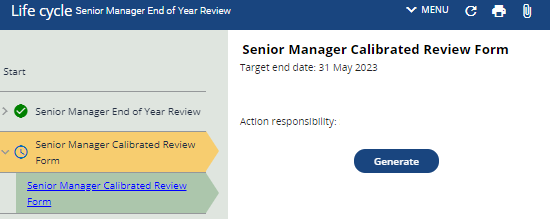 Life cycle Senior Manager End of Year Review
MENU
Start
Senior Manager End of Year Review
Senior Manager Calibrated Review
Form
Senior Manager Calibrated Review
Form
Senior Manager Calibrated Review Form
Target end date: 31 May 2023
Action responsibility:
Generate